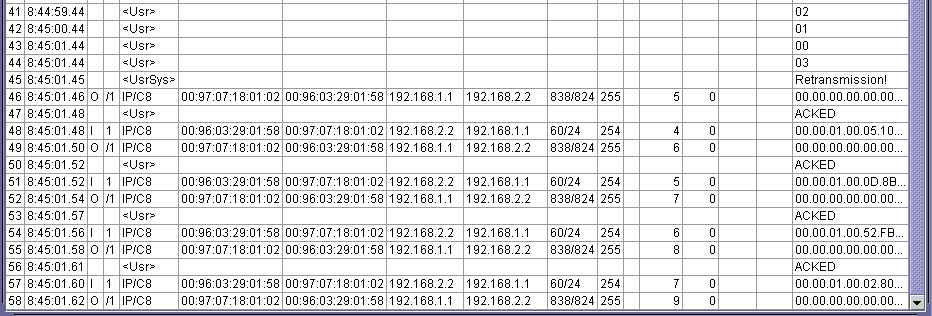 41 8:44:59.44 <Usr> 02
42 8:45:00.44 <Usr> 01
43 8:45:01.44 <Usr> 00
44 8:45:01.44 <Usr> 03
45 8:45:01.45 <UsrSys> Retransmission!
46 8:45:01.46 O /1 IP/C8 00:97:07:18:01:02 00:96:03:29:01:58 192.168.1.1 192.168.2.2 838/824 255 5 0 00.00.00.00.00.00...
47 8:45:01.48 <Usr> ACKED
48 8:45:01.48 I 1 IP/C8 00:96:03:29:01:58 00:97:07:18:01:02 192.168.2.2 192.168.1.1 60/24 254 4 0 00.00.01.00.05.10...
49 8:45:01.50 O /1 IP/C8 00:97:07:18:01:02 00:96:03:29:01:58 192.168.1.1 192.168.2.2 838/824 255 6 0 00.00.00.00.00.00...
50 8:45:01.52 <Usr> ACKED
51 8:45:01.52 I 1 IP/C8 00:96:03:29:01:58 00:97:07:18:01:02 192.168.2.2 192.168.1.1 60/24 254 5 0 00.00.01.00.0D.8B...
52 8:45:01.54 O /1 IP/C8 00:97:07:18:01:02 00:96:03:29:01:58 192.168.1.1 192.168.2.2 838/824 255 7 0 00.00.00.00.00.00...
53 8:45:01.57 <Usr> ACKED
54 8:45:01.56 I 1 IP/C8 00:96:03:29:01:58 00:97:07:18:01:02 192.168.2.2 192.168.1.1 60/24 254 6 0 00.00.01.00.52.FB...
55 8:45:01.58 O /1 IP/C8 00:97:07:18:01:02 00:96:03:29:01:58 192.168.1.1 192.168.2.2 838/824 255 8 0 00.00.00.00.00.00...
56 8:45:01.61 <Usr> ACKED
57 8:45:01.60 I 1 IP/C8 00:96:03:29:01:58 00:97:07:18:01:02 192.168.2.2 192.168.1.1 60/24 254 7 0 00.00.01.00.02.80...
58 8:45:01.62 O /1 IP/C8 00:97:07:18:01:02 00:96:03:29:01:58 192.168.1.1 192.168.2.2 838/824 255 9 0 00.00.00.00.00.00...